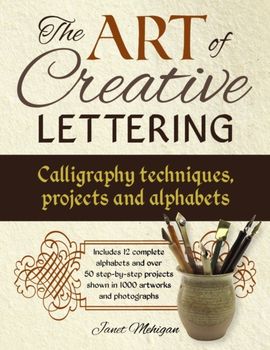 The ART of
Creative
LETTERING
Calligraphy techniques,
projects and alphabets
Includes 12 complete
alphabets and over
50 step-by-step projects
shown in 1000 artworks
and photographs
Janet Mehigan